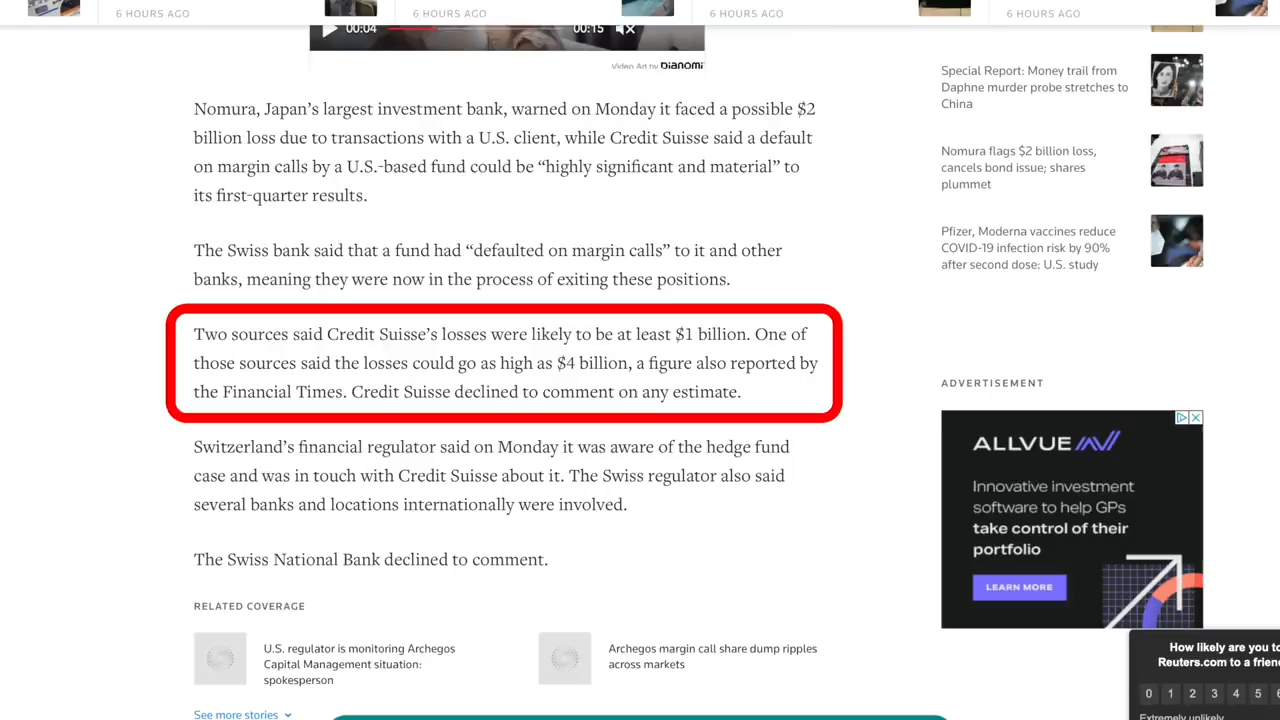 6 HOURS AGO
6 HOURS AGO
6 HOURS AGO
6 HOURS AGO
00:04
00:15
Video Ad by DIANOMI
Nomura, Japan’s largest investment bank, warned on Monday it faced a possible $2
billion loss due to transactions with a U.S. client, while Credit Suisse said a default
on margin calls by a U.S.-based fund could be “highly significant and material” to
its first-quarter results.
The Swiss bank said that a fund had “defaulted on margin calls” to it and other
banks, meaning they were now in the process of exiting these positions.
Two sources said Credit Suisse’s losses were likely to be at least $1 billion. One of
those sources said the losses could go as high as $4 billion, a figure also reported by
the Financial Times. Credit Suisse declined to comment on any estimate.
Switzerland’s financial regulator said on Monday it was aware of the hedge fund
case and was in touch with Credit Suisse about it. The Swiss regulator also said
several banks and locations internationally were involved.
The Swiss National Bank declined to comment.
RELATED COVERAGE
U.S. regulator is monitoring Archegos
Capital Management situation:
spokesperson
Archegos margin call share dump ripples
across markets
See more stories
Special Report: Money trail from
Daphne murder probe stretches to
China
Nomura flags $2 billion loss,
cancels bond issue; shares
plummet
Pfizer, Moderna vaccines reduce
COVID-19 infection risk by 90%
after second dose: U.S. study
ADVERTISEMENT
ALLVUE
Innovative investment
software to help GPs
take control of their
portfolio
LEARN MORE
How likely are you to
Reuters.com to a frien
0 1 2 3 4 5 6
Extremely unlikely